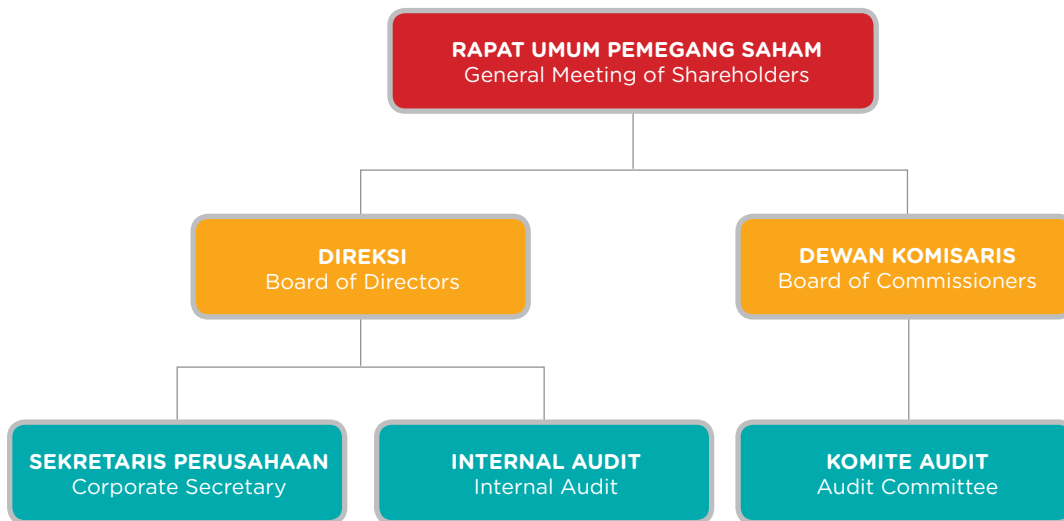 RAPAT UMUM PEMEGANG SAHAM
General Meeting of Shareholders
DIREKSI
Board of Directors
DEWAN KOMISARIS
Board of Commissioners
SEKRETARIS PERUSAHAAN
Corporate Secretary
INTERNAL AUDIT
Internal Audit
KOMITE AUDIT
Audit Committee